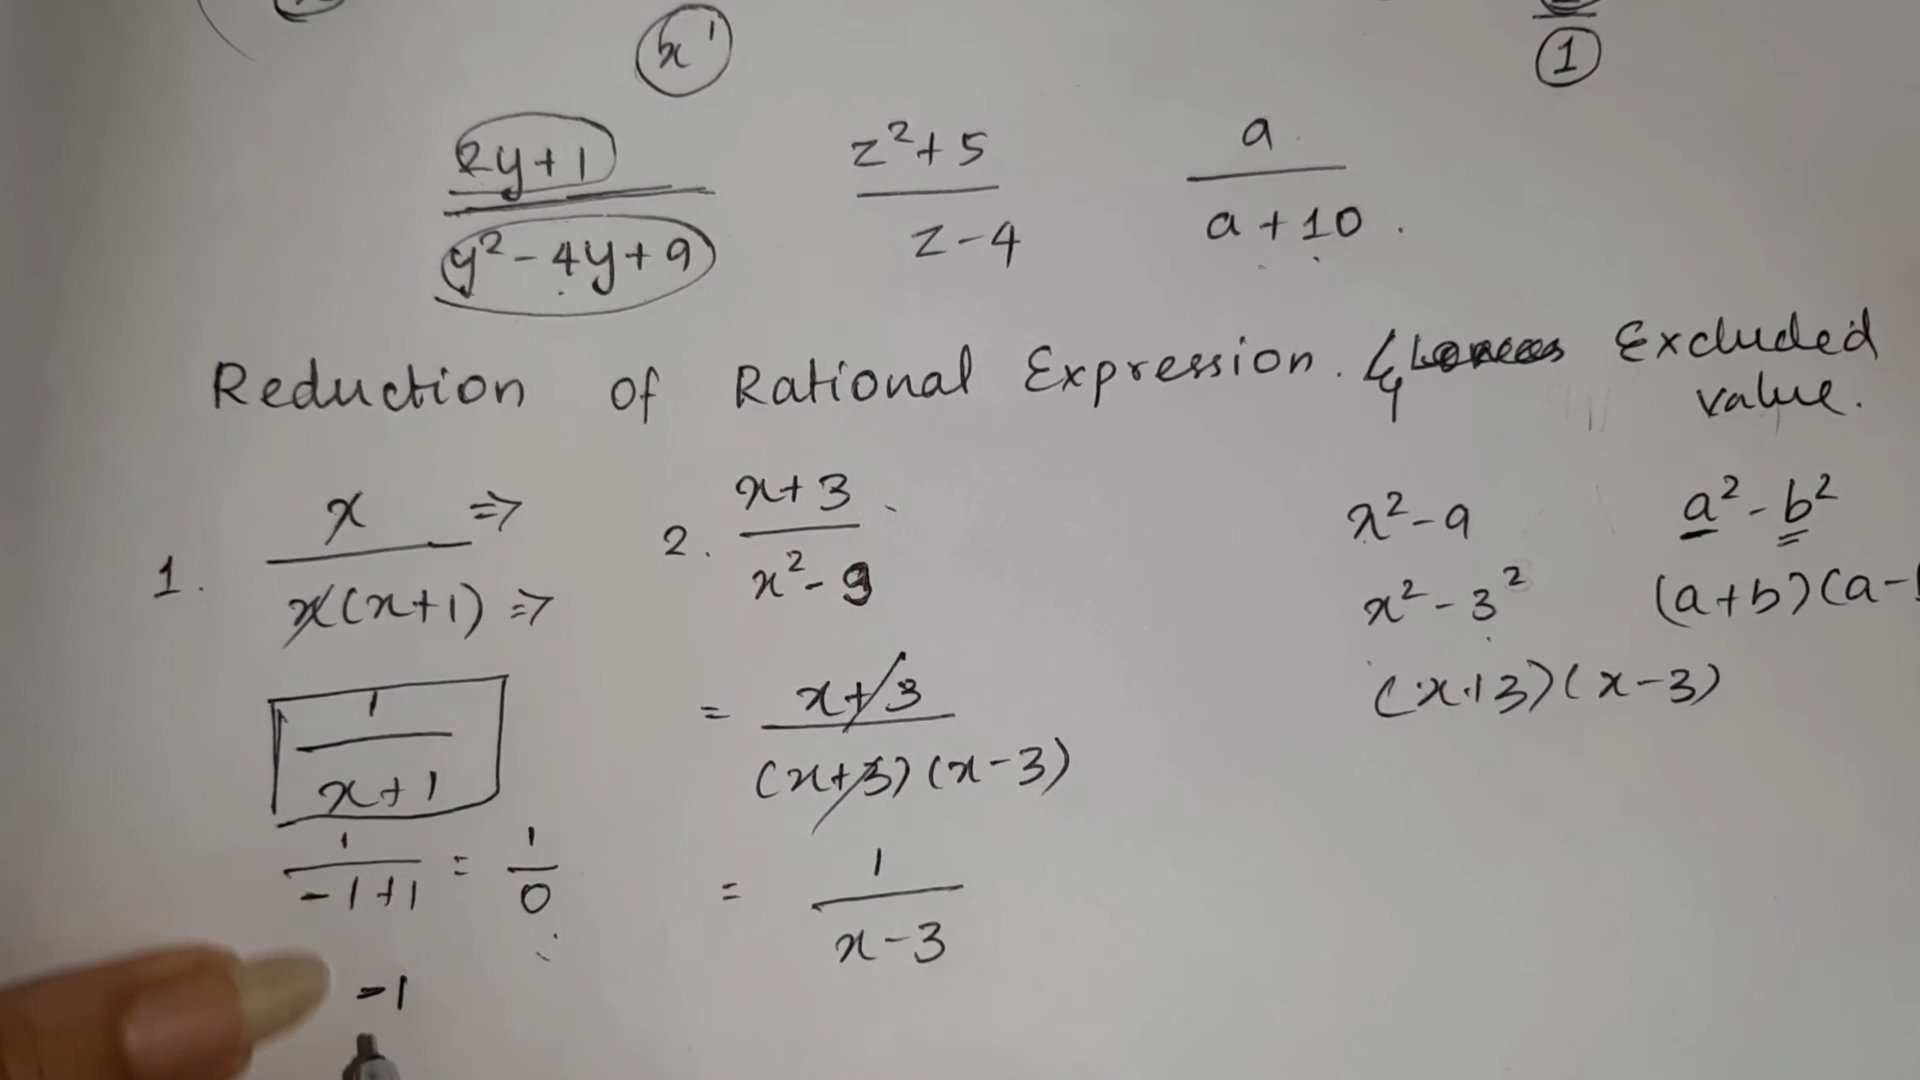 x¹
1
2y+1 / y²-4y+9
z²+5 / z-4
a / a+10 .
Reduction of Rational Expression. & Excluded value.
1. x ⇒ / x(x+1) ⇒
1 / x+1
1 / -1+1 = 1 / 0
-1
2. x+3 / x²-9
= x+3 / (x+3)(x-3)
= 1 / x-3
x²-9
x²-3²
(x+3)(x-3)
a²-b²
(a+b)(a-